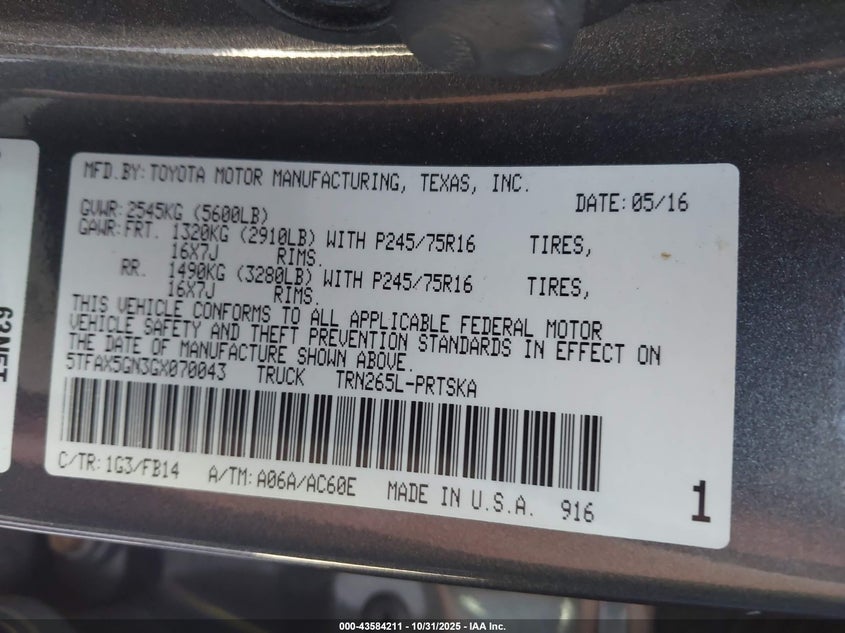 MFD.BY:TOYOTA MOTOR MANUFACTURING, TEXAS, INC.
DATE:05/16
GVWR:2545KG (5600LB)
GAWR:FRT. 1320KG (2910LB) WITH P245/75R16 TIRES,
16X7J RIMS.
RR. 1490KG (3280LB) WITH P245/75R16 TIRES,
16X7J RIMS.
THIS VEHICLE CONFORMS TO ALL APPLICABLE FEDERAL MOTOR
VEHICLE SAFETY AND THEFT PREVENTION STANDARDS IN EFFECT ON
THE DATE OF MANUFACTURE SHOWN ABOVE.
5TFAX5GN3GX070043 TRUCK TRN265L-PRTSKA
C/TR:1G3/FB14 A/TM:A06A/AC60E MADE IN U.S.A. 916 1
000-43584211 - 10/31/2025 - IAA Inc.